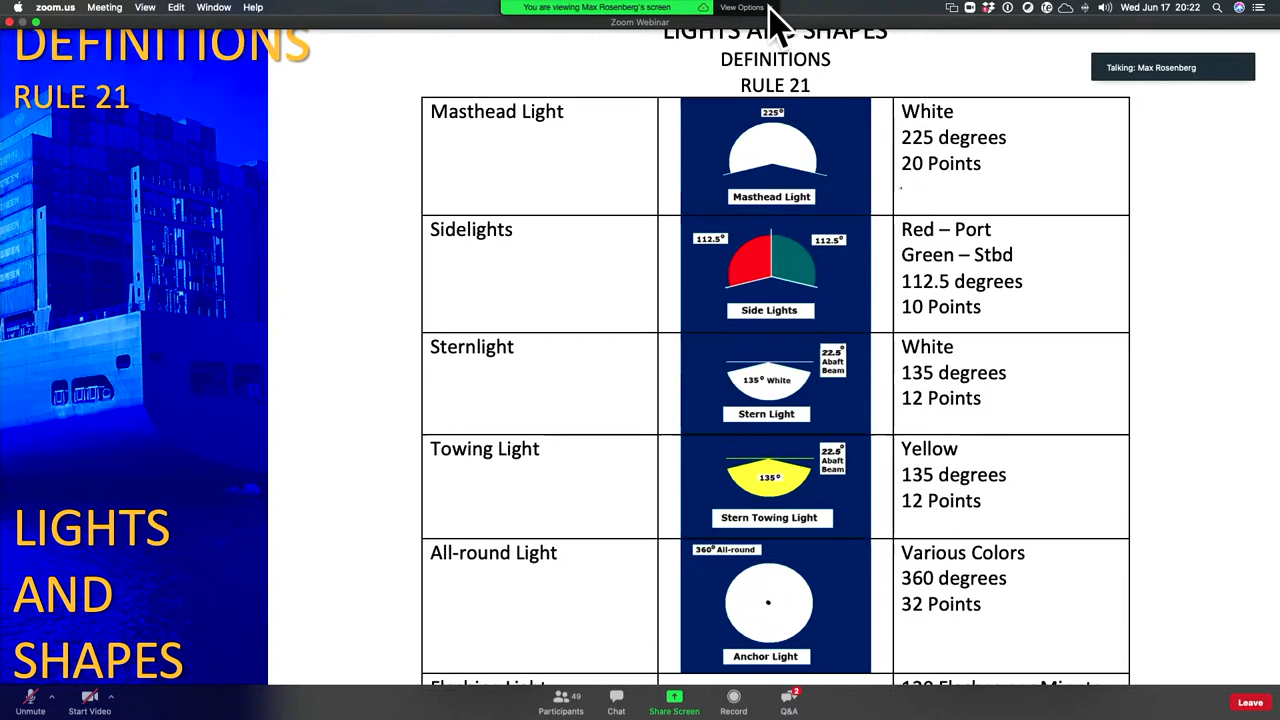 zoom.us Meeting View Edit Window Help
You are viewing Max Rosenberg's screen
View Options
Wed Jun 17 20:22
Zoom Webinar
Talking: Max Rosenberg
DEFINITIONS
RULE 21
LIGHTS
AND
SHAPES
LIGHTS AND SHAPES
DEFINITIONS
RULE 21
Masthead Light
225°
Masthead Light
White
225 degrees
20 Points
Sidelights
112.5°
112.5°
Side Lights
Red – Port
Green – Stbd
112.5 degrees
10 Points
Sternlight
22.5°
Abaft
Beam
135° White
Stern Light
White
135 degrees
12 Points
Towing Light
22.5°
Abaft
Beam
135°
Stern Towing Light
Yellow
135 degrees
12 Points
All-round Light
360° All-round
Anchor Light
Various Colors
360 degrees
32 Points
Unmute
Start Video
Participants 49
Chat
Share Screen
Record
Q&A 2
Leave